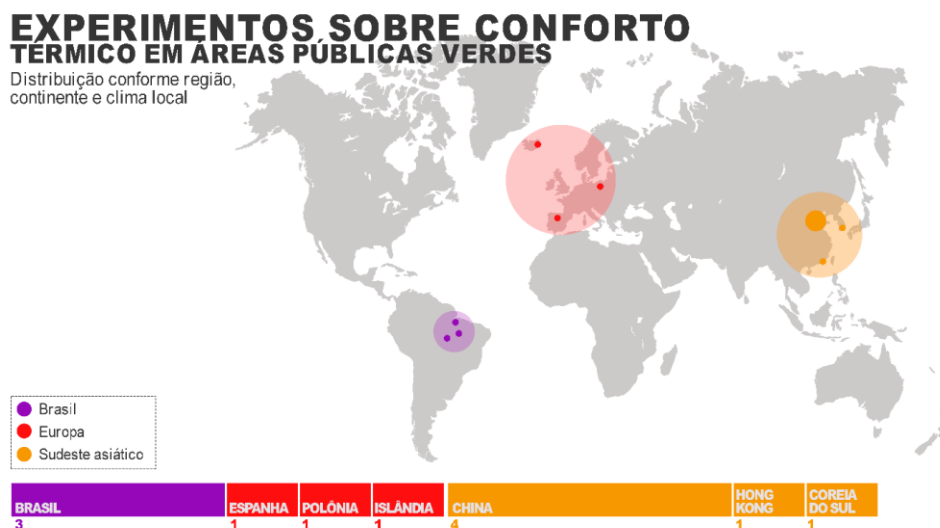 EXPERIMENTOS SOBRE CONFORTO
TÉRMICO EM ÁREAS PÚBLICAS VERDES
Distribuição conforme região,
continente e clima local
Brasil
Europa
Sudeste asiático
BRASIL
3
ESPANHA
1
POLÔNIA
1
ISLÂNDIA
1
CHINA
4
HONG
KONG
1
COREIA
DO SUL
1